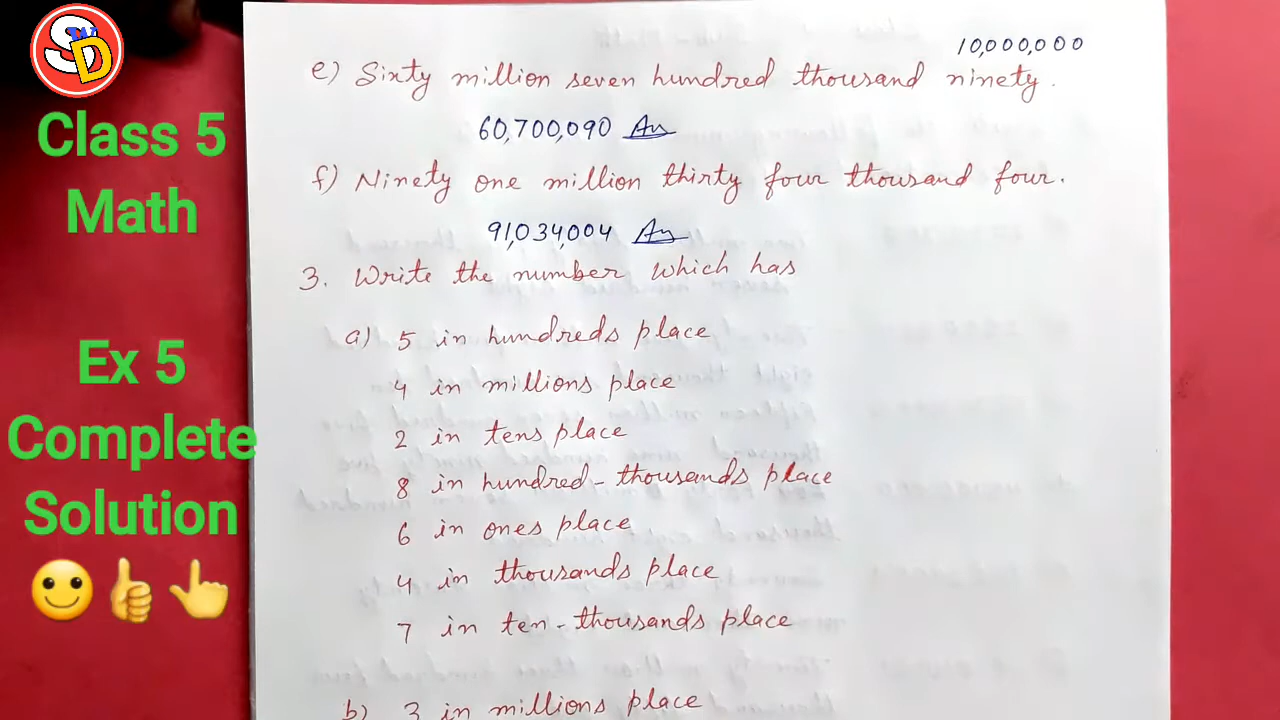 SWD
Class 5
Math
Ex 5
Complete
Solution
10,000,000
e) Sixty million seven hundred thousand ninety.
60,700,090 An
f) Ninety one million thirty four thousand four.
91,034,004 An
3. Write the number which has
a) 5 in hundreds place
4 in millions place
2 in tens place
8 in hundred-thousands place
6 in ones place
4 in thousands place
7 in ten-thousands place
b) 3 in millions place